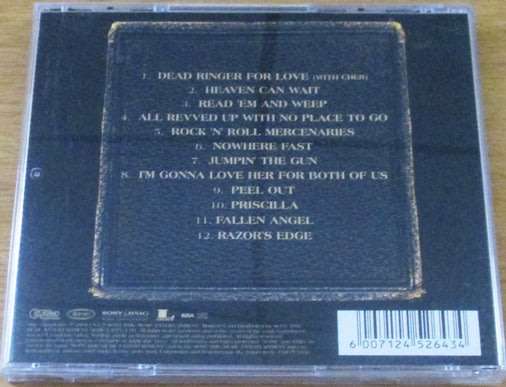 1. DEAD RINGER FOR LOVE (WITH CHER)
2. HEAVEN CAN WAIT
3. READ 'EM AND WEEP
4. ALL REVVED UP WITH NO PLACE TO GO
5. ROCK 'N' ROLL MERCENARIES
6. NOWHERE FAST
7. JUMPIN' THE GUN
8. I'M GONNA LOVE HER FOR BOTH OF US
9. PEEL OUT
10. PRISCILLA
11. FALLEN ANGEL
12. RAZOR'S EDGE
SONY BMG
6 007124 526434